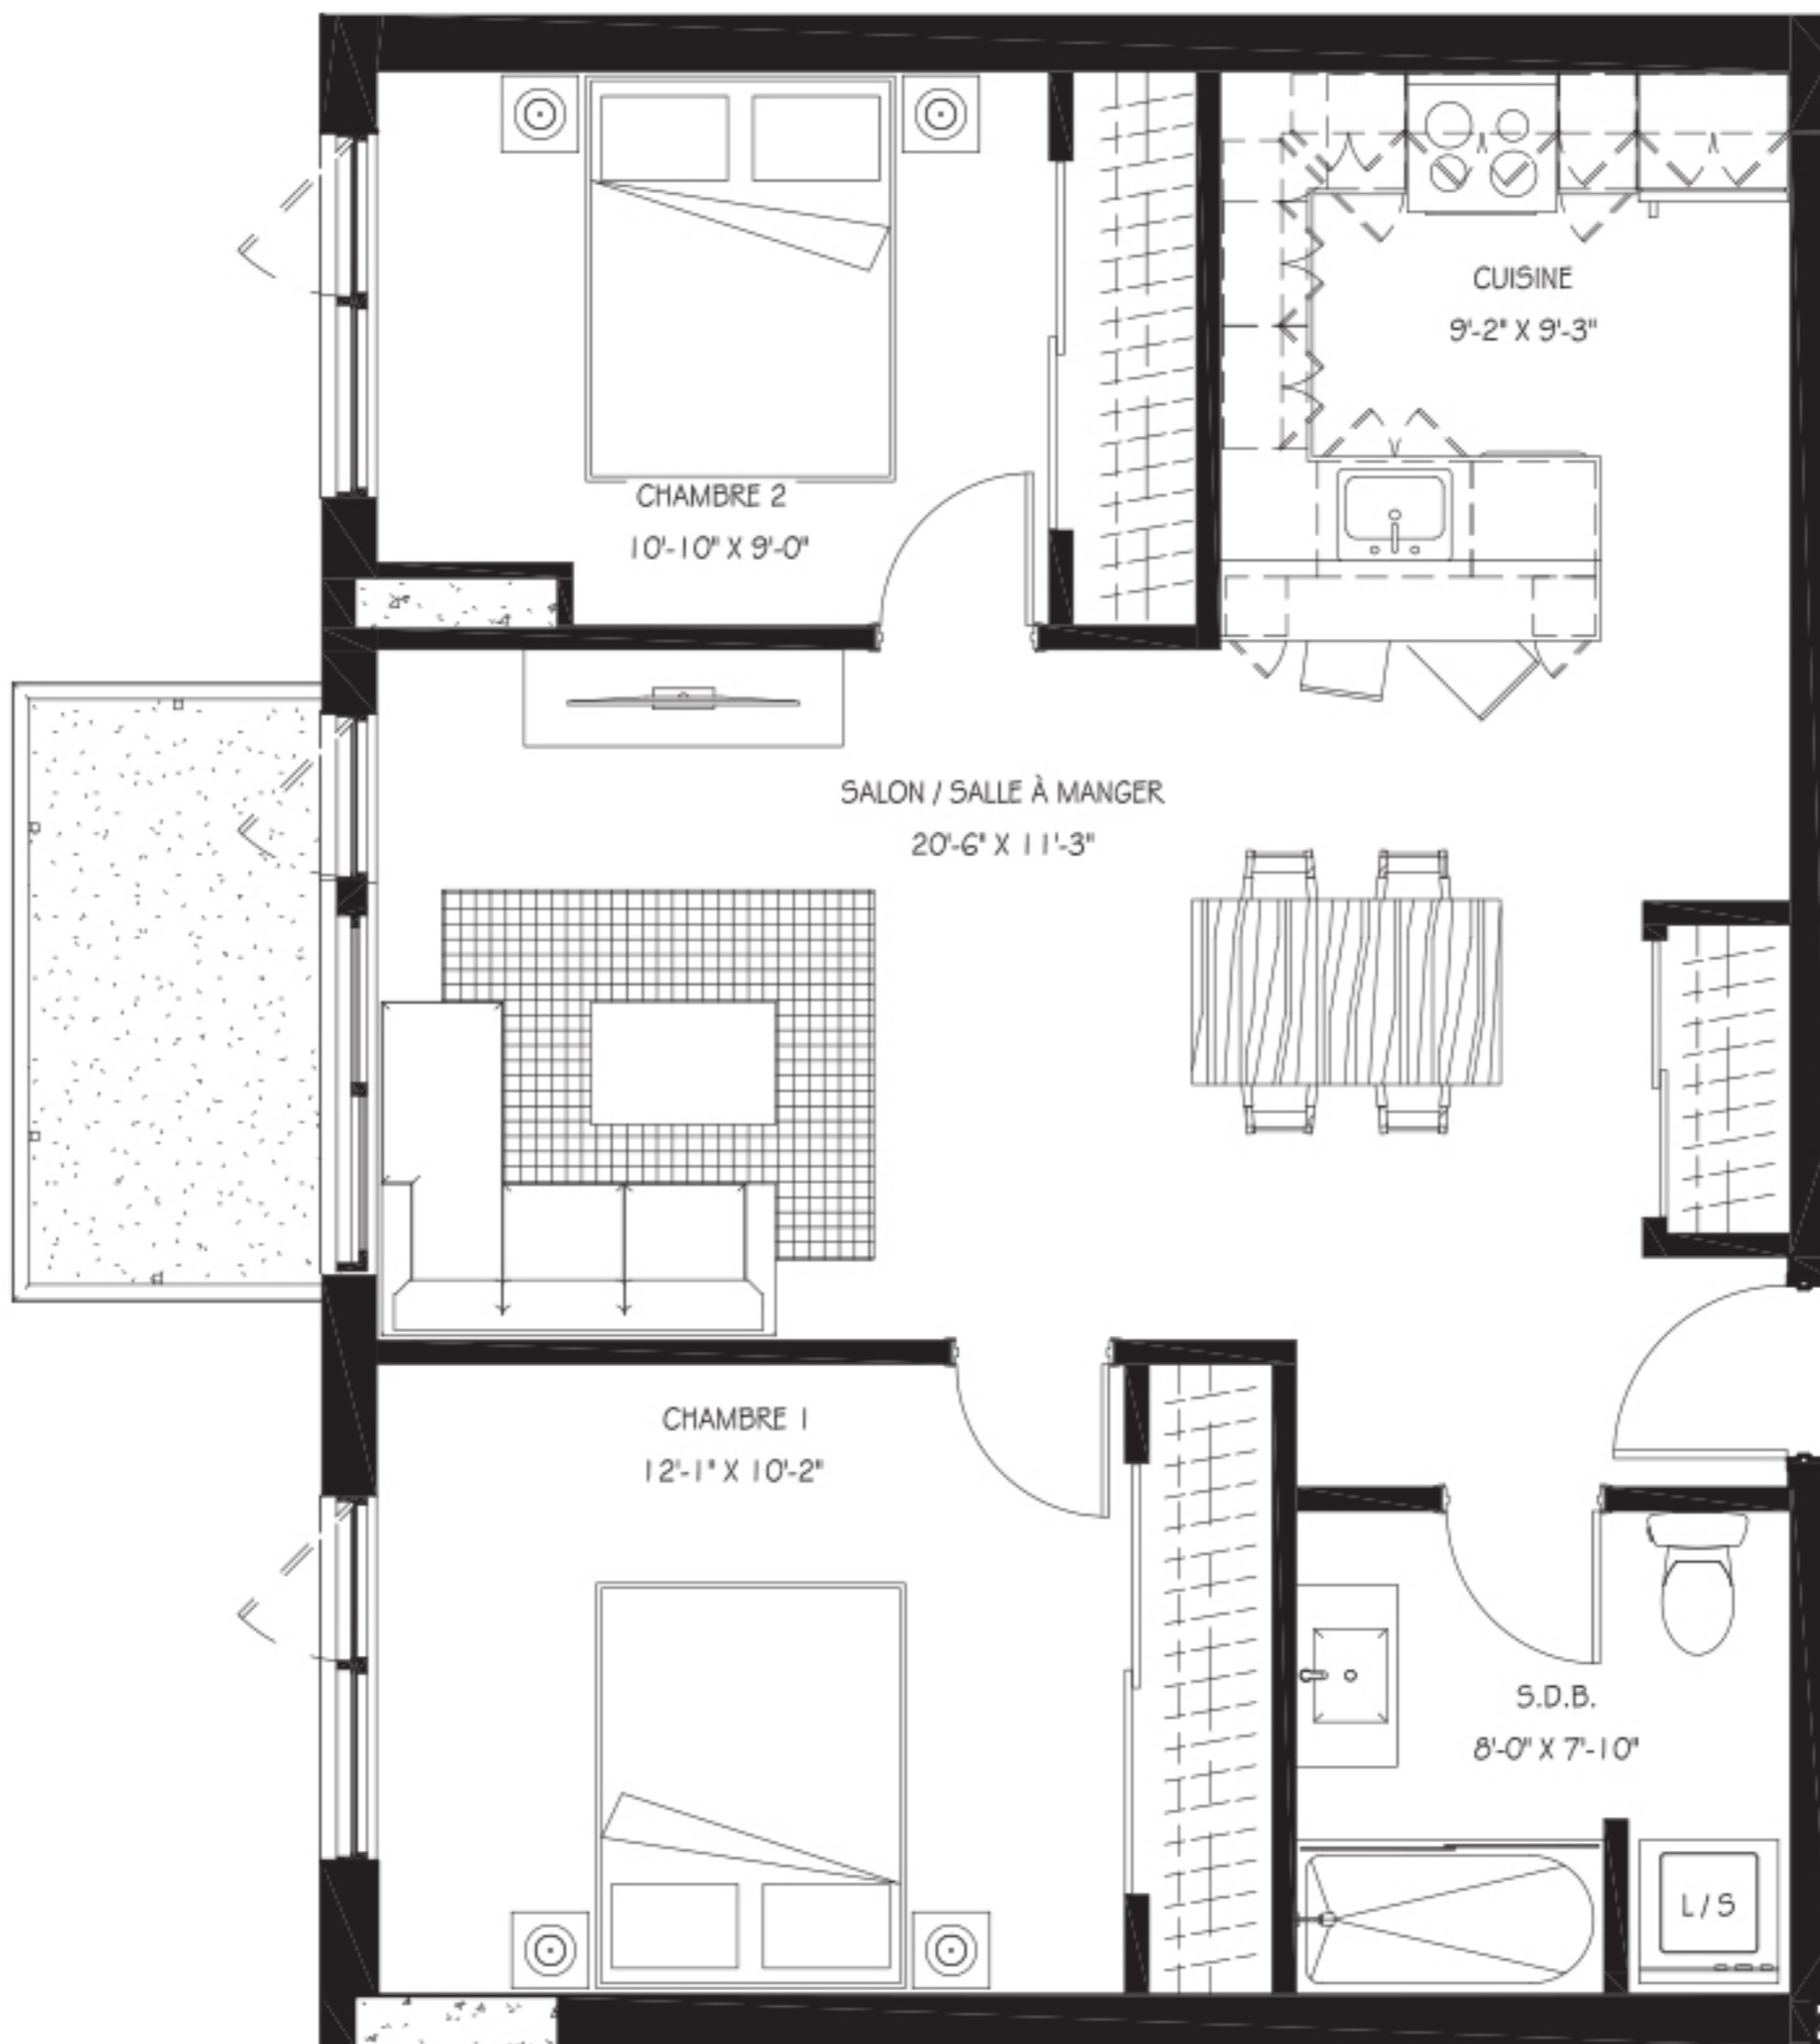 CUISINE
9'-2" X 9'-3"
CHAMBRE 2
10'-10" X 9'-0"
SALON / SALLE À MANGER
20'-6" X 11'-3"
CHAMBRE 1
12'-1" X 10'-2"
S.D.B.
8'-0" X 7'-10"
L / S